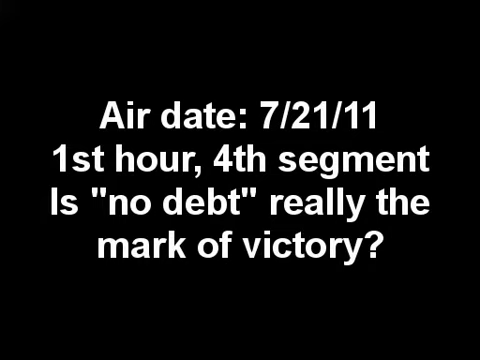 Air date: 7/21/11
1st hour, 4th segment
Is "no debt" really the
mark of victory?